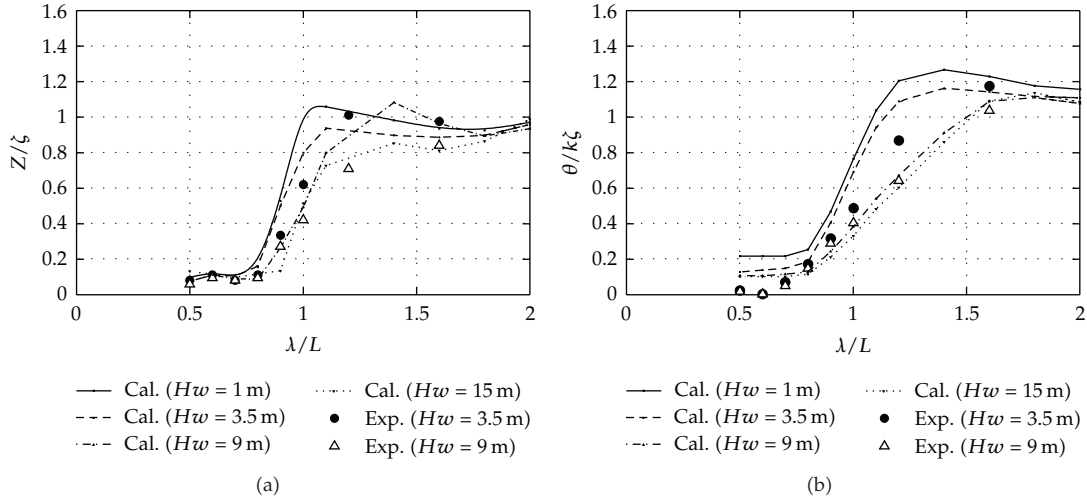 1.6
1.4
1.2
1
0.8
0.6
0.4
0.2
0
Z/ζ
0 0.5 1 1.5 2
λ/L
Cal. (Hw = 1 m)
Cal. (Hw = 3.5 m)
Cal. (Hw = 9 m)
Cal. (Hw = 15 m)
Exp. (Hw = 3.5 m)
Exp. (Hw = 9 m)
(a)
1.6
1.4
1.2
1
0.8
0.6
0.4
0.2
0
θ/kζ
0 0.5 1 1.5 2
λ/L
Cal. (Hw = 1 m)
Cal. (Hw = 3.5 m)
Cal. (Hw = 9 m)
Cal. (Hw = 15 m)
Exp. (Hw = 3.5 m)
Exp. (Hw = 9 m)
(b)